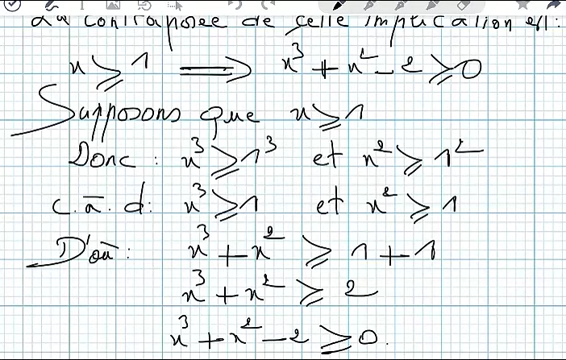 La contraposée de cette implication est:
x ≥ 1 ⟹ x³ + x² - 2 ≥ 0
Supposons que x ≥ 1
Donc : x³ ≥ 1³ et x² ≥ 1²
c.à.d: x³ ≥ 1 et x² ≥ 1
D'où: x³ + x² ≥ 1 + 1
x³ + x² ≥ 2
x³ + x² - 2 ≥ 0.